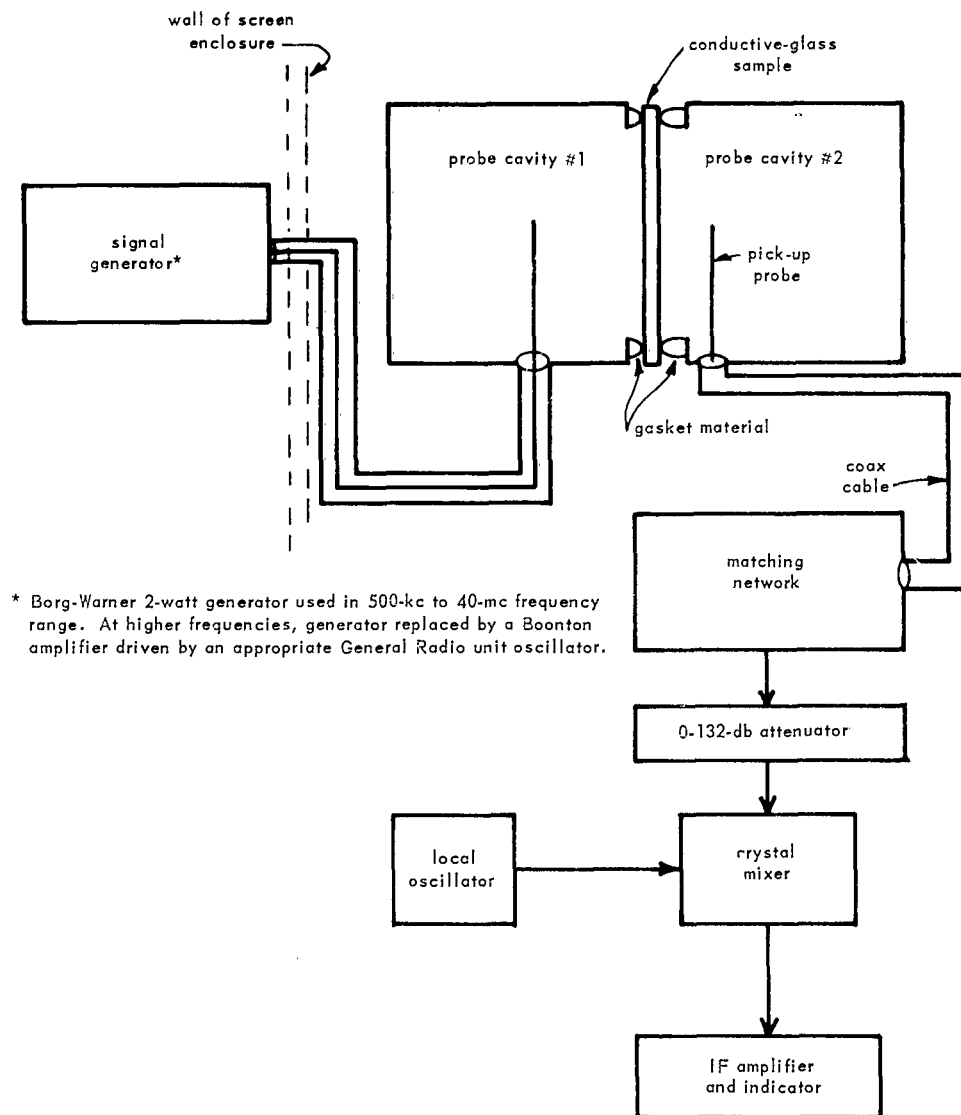 wall of screen
enclosure
conductive-glass
sample
probe cavity #1
probe cavity #2
signal
generator*
pick-up
probe
gasket material
coax
cable
matching
network
* Borg-Warner 2-watt generator used in 500-kc to 40-mc frequency
range. At higher frequencies, generator replaced by a Boonton
amplifier driven by an appropriate General Radio unit oscillator.
0-132-db attenuator
local
oscillator
crystal
mixer
IF amplifier
and indicator